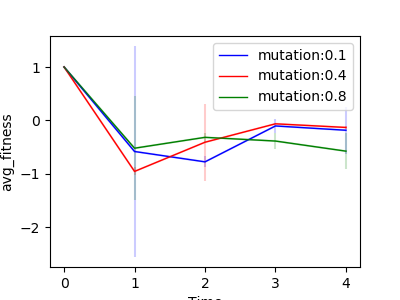 mutation:0.1
mutation:0.4
mutation:0.8
avg_fitness
1
0
−1
−2
0 1 2 3 4
Time